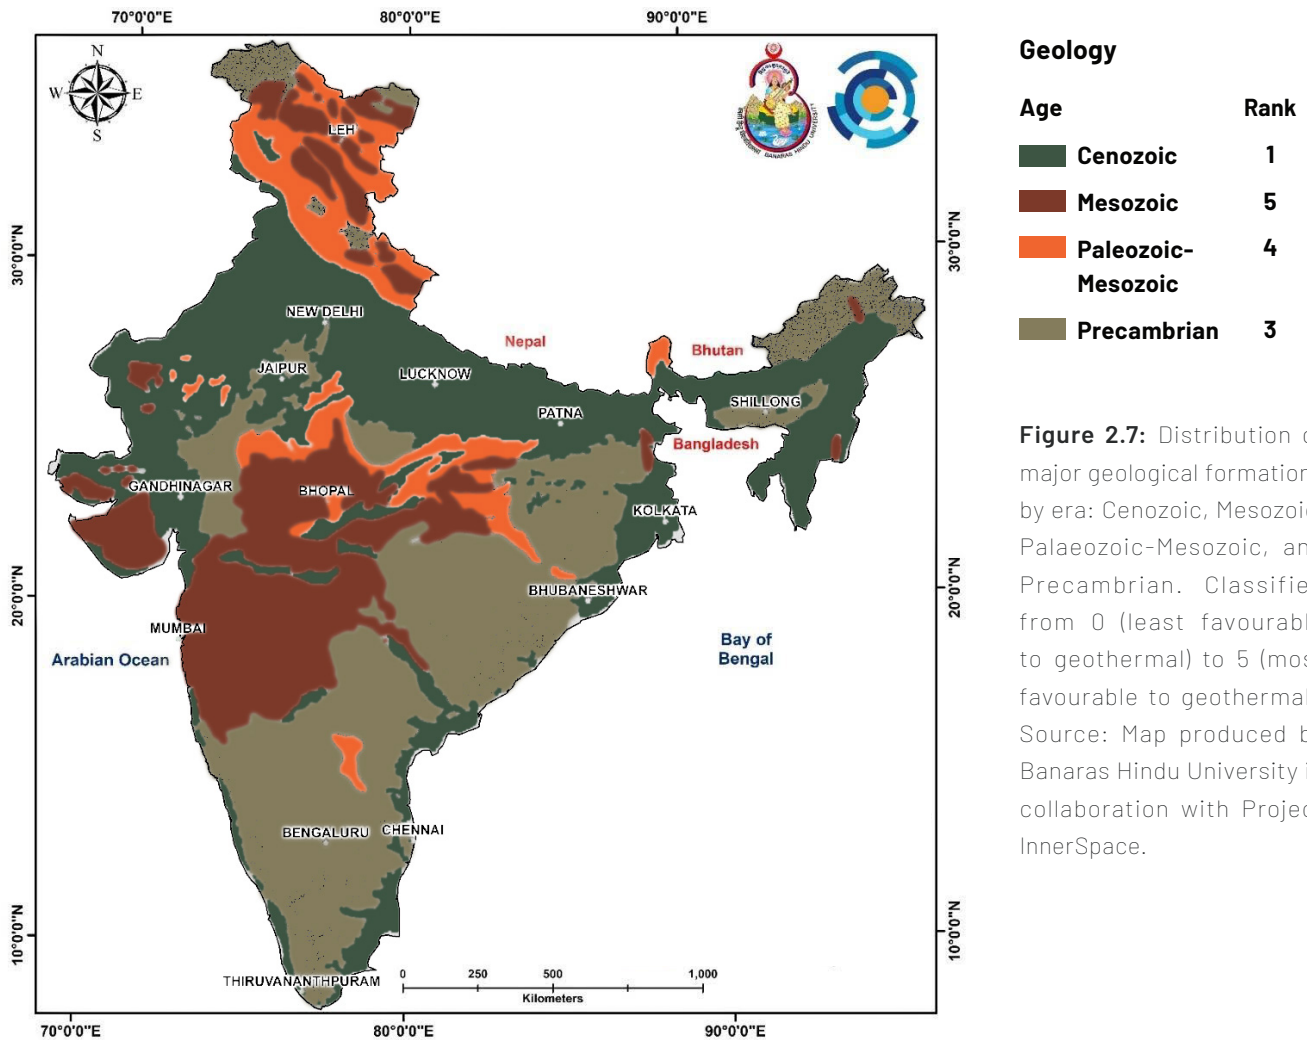 70°0'0"E 80°0'0"E 90°0'0"E
N
W E
S
BANARAS HINDU UNIVERSITY
LEH
30°0'0"N 30°0'0"N
NEW DELHI
Nepal
Bhutan
JAIPUR
LUCKNOW
SHILLONG
PATNA
Bangladesh
GANDHINAGAR
BHOPAL
KOLKATA
20°0'0"N 20°0'0"N
BHUBANESHWAR
MUMBAI
Arabian Ocean
Bay of
Bengal
BENGALURU CHENNAI
10°0'0"N 10°0'0"N
THIRUVANANTHPURAM
0 250 500 1,000
Kilometers
70°0'0"E 80°0'0"E 90°0'0"E
Geology
Age Rank
Cenozoic 1
Mesozoic 5
Paleozoic- 4
Mesozoic
Precambrian 3
Figure 2.7: Distribution o
major geological formation
by era: Cenozoic, Mesozoi
Palaeozoic-Mesozoic, an
Precambrian. Classifie
from 0 (least favourabl
to geothermal) to 5 (mos
favourable to geothermal
Source: Map produced b
Banaras Hindu University i
collaboration with Projec
InnerSpace.